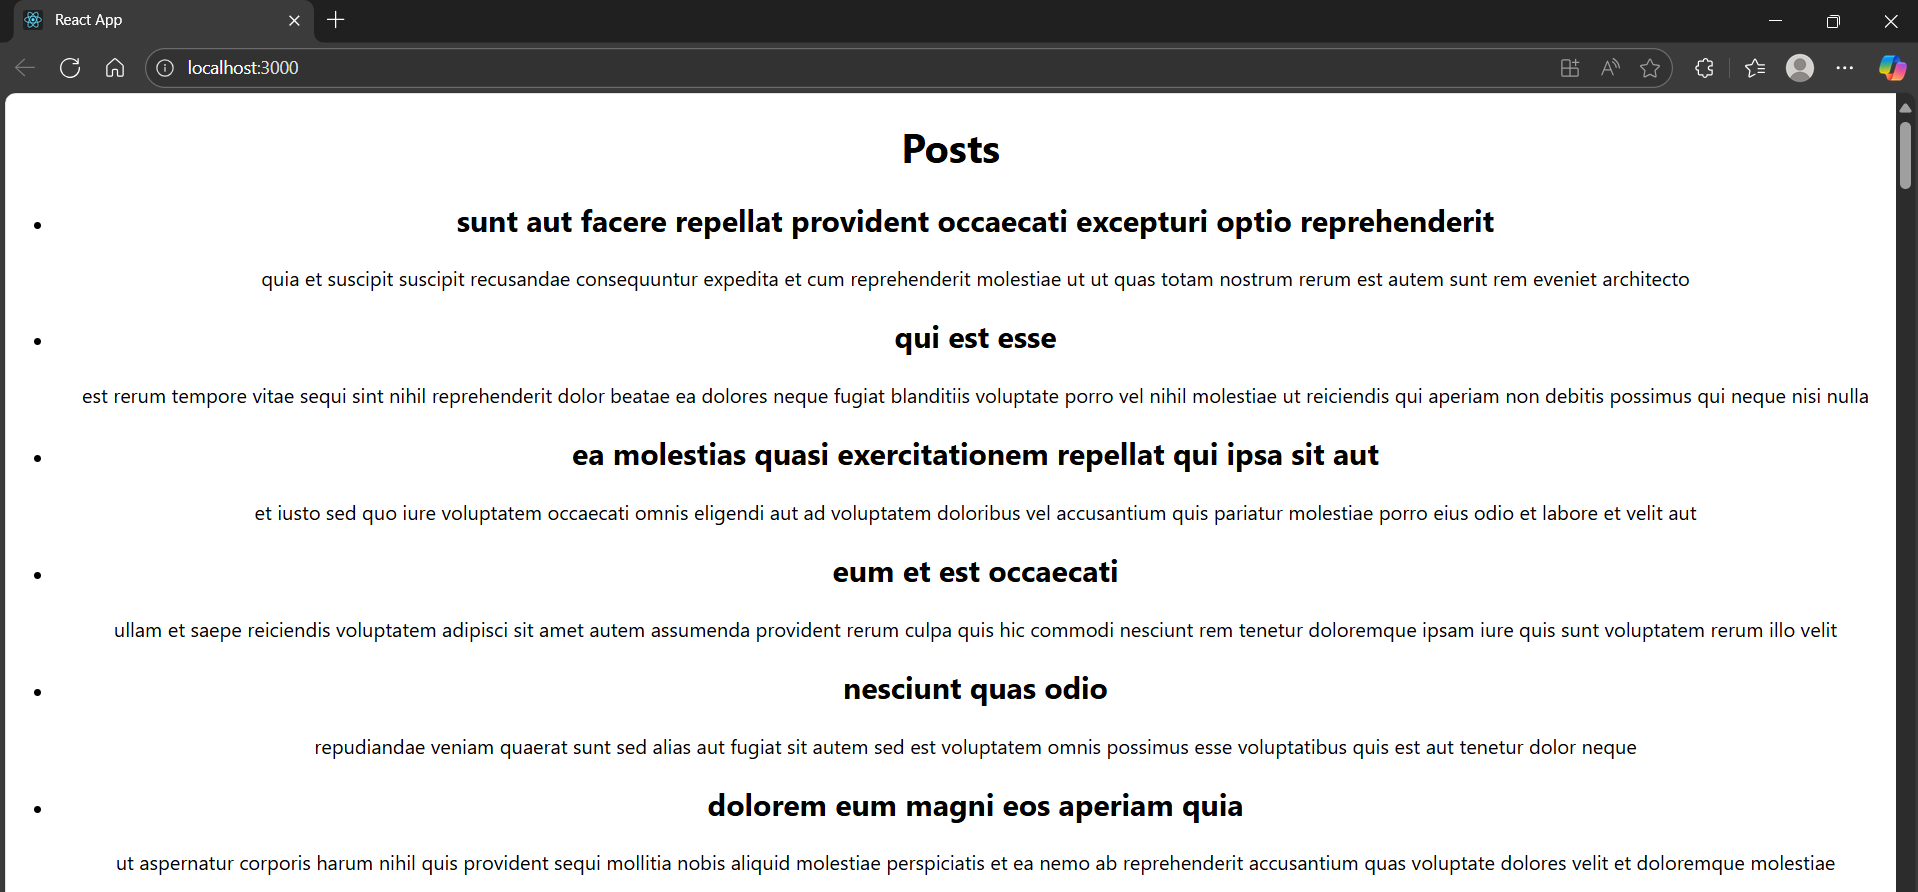 React App
localhost:3000
Posts
sunt aut facere repellat provident occaecati excepturi optio reprehenderit
quia et suscipit suscipit recusandae consequuntur expedita et cum reprehenderit molestiae ut ut quas totam nostrum rerum est autem sunt rem eveniet architecto
qui est esse
est rerum tempore vitae sequi sint nihil reprehenderit dolor beatae ea dolores neque fugiat blanditiis voluptate porro vel nihil molestiae ut reiciendis qui aperiam non debitis possimus qui neque nisi nulla
ea molestias quasi exercitationem repellat qui ipsa sit aut
et iusto sed quo iure voluptatem occaecati omnis eligendi aut ad voluptatem doloribus vel accusantium quis pariatur molestiae porro eius odio et labore et velit aut
eum et est occaecati
ullam et saepe reiciendis voluptatem adipisci sit amet autem assumenda provident rerum culpa quis hic commodi nesciunt rem tenetur doloremque ipsam iure quis sunt voluptatem rerum illo velit
nesciunt quas odio
repudiandae veniam quaerat sunt sed alias aut fugiat sit autem sed est voluptatem omnis possimus esse voluptatibus quis est aut tenetur dolor neque
dolorem eum magni eos aperiam quia
ut aspernatur corporis harum nihil quis provident sequi mollitia nobis aliquid molestiae perspiciatis et ea nemo ab reprehenderit accusantium quas voluptate dolores velit et doloremque molestiae